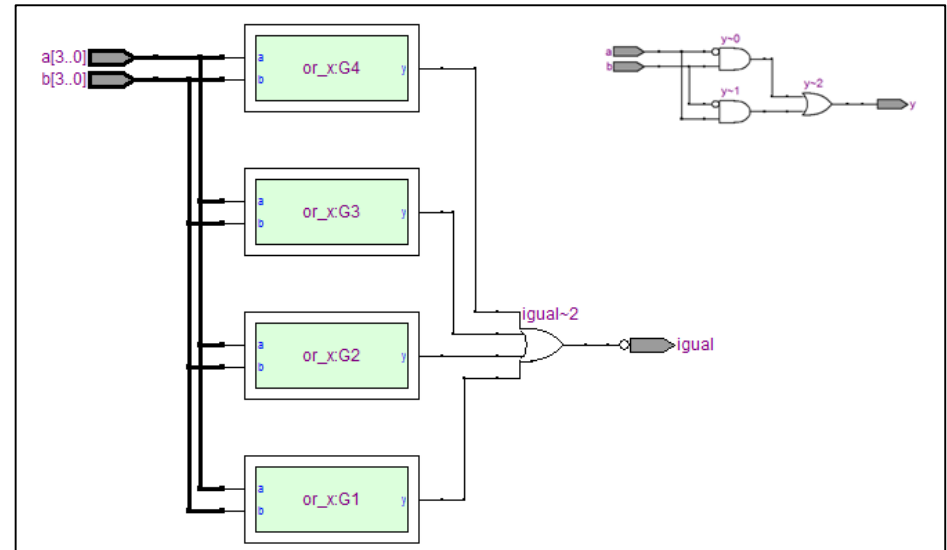 a[3..0]
b[3..0]
a
b
or_x:G4
y
a
b
or_x:G3
y
a
b
or_x:G2
y
a
b
or_x:G1
y
igual~2
igual
a
b
y~0
y~1
y~2
y